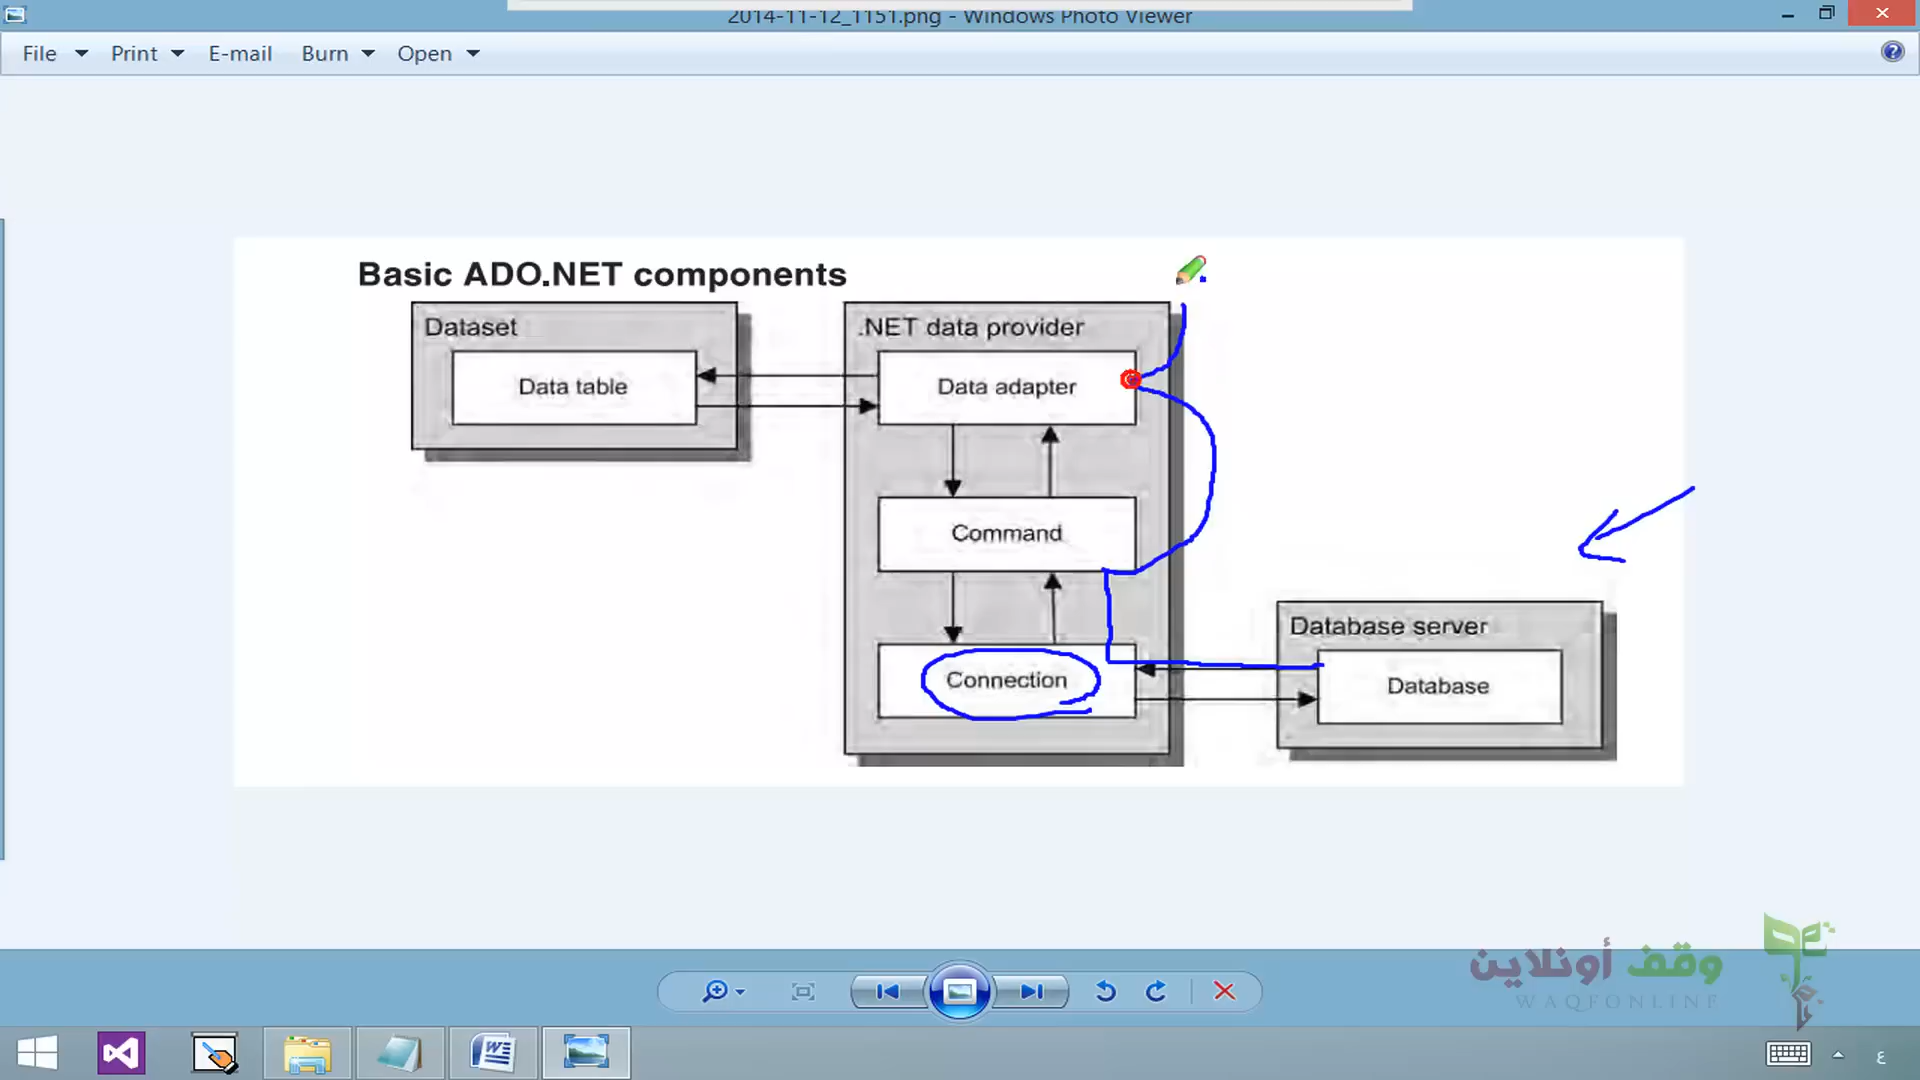 2014-11-12_1151.png - Windows Photo Viewer
File Print E-mail Burn Open
Basic ADO.NET components
Dataset
Data table
.NET data provider
Data adapter
Command
Connection
Database server
Database
وقف أونلاين
WAQFONLINE
ع